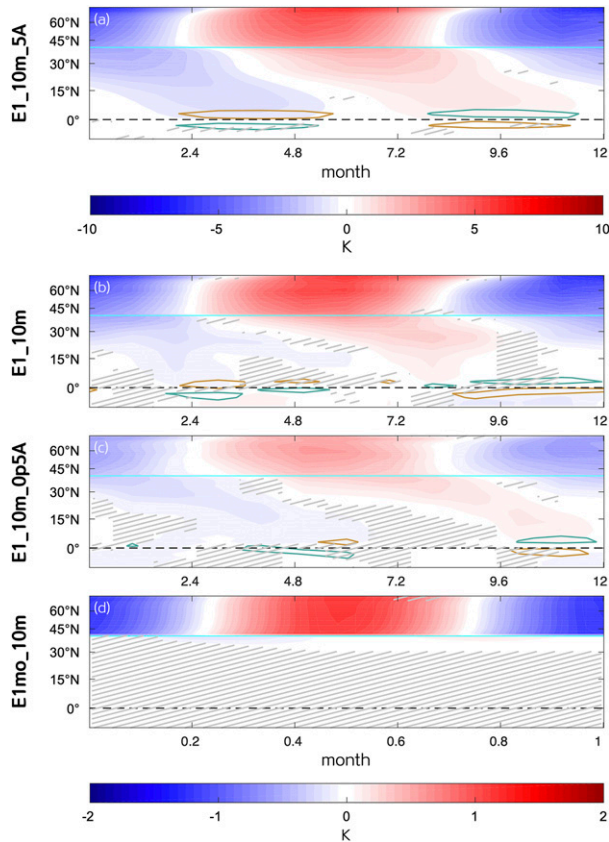 E1_10m_5A
(a)
60°N
45°N
30°N
15°N
0°
2.4 4.8 7.2 9.6 12
month
-10 -5 0 5 10
K
E1_10m
(b)
60°N
45°N
30°N
15°N
0°
2.4 4.8 7.2 9.6 12
E1_10m_0p5A
(c)
60°N
45°N
30°N
15°N
0°
2.4 4.8 7.2 9.6 12
E1mo_10m
(d)
60°N
45°N
30°N
15°N
0°
0.2 0.4 0.6 0.8 1
month
-2 -1 0 1 2
K